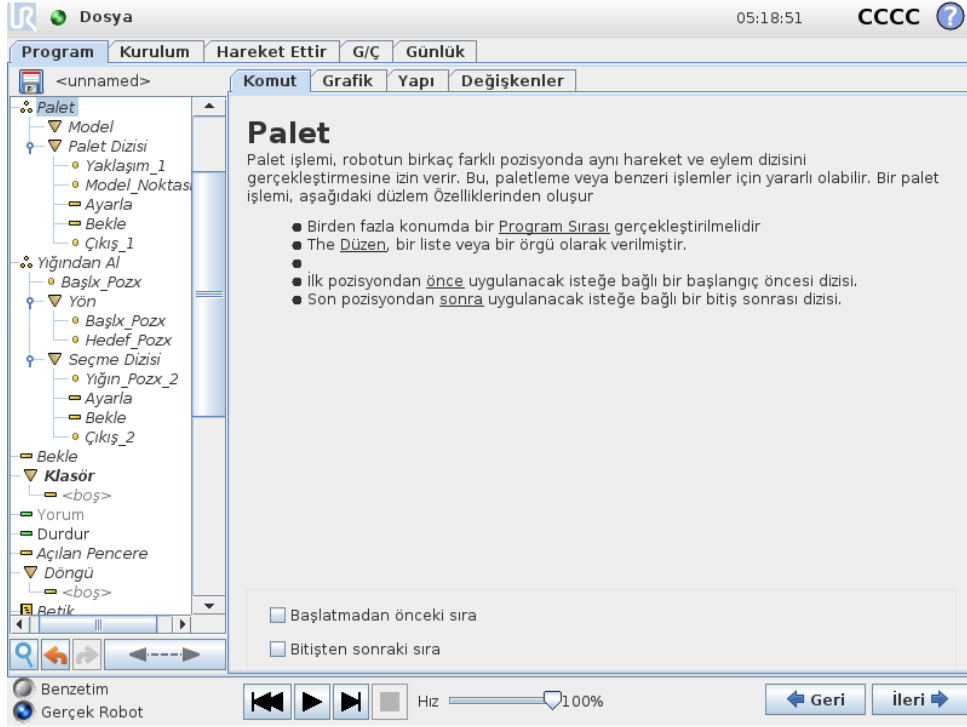 Dosya
05:18:51
CCCC
?
Program
Kurulum
Hareket Ettir
G/Ç
Günlük
<unnamed>
Komut
Grafik
Yapı
Değişkenler
Palet
Model
Palet Dizisi
Yaklaşım_1
Model_Noktası
Ayarla
Bekle
Çıkış_1
Yığından Al
Başlx_Pozx
Yön
Başlx_Pozx
Hedef_Pozx
Seçme Dizisi
Yığın_Pozx_2
Ayarla
Bekle
Çıkış_2
Bekle
Klasör
<boş>
Yorum
Durdur
Açılan Pencere
Döngü
<boş>
Betik
Palet
Palet işlemi, robotun birkaç farklı pozisyonda aynı hareket ve eylem dizisini
gerçekleştirmesine izin verir. Bu, paletleme veya benzeri işlemler için yararlı olabilir. Bir palet
işlemi, aşağıdaki düzlem Özelliklerinden oluşur
Birden fazla konumda bir Program Sırası gerçekleştirilmelidir
The Düzen, bir liste veya bir örgü olarak verilmiştir.
İlk pozisyondan önce uygulanacak isteğe bağlı bir başlangıç öncesi dizisi.
Son pozisyondan sonra uygulanacak isteğe bağlı bir bitiş sonrası dizisi.
Başlatmadan önceki sıra
Bitişten sonraki sıra
Benzetim
Gerçek Robot
Hız
100%
Geri
İleri